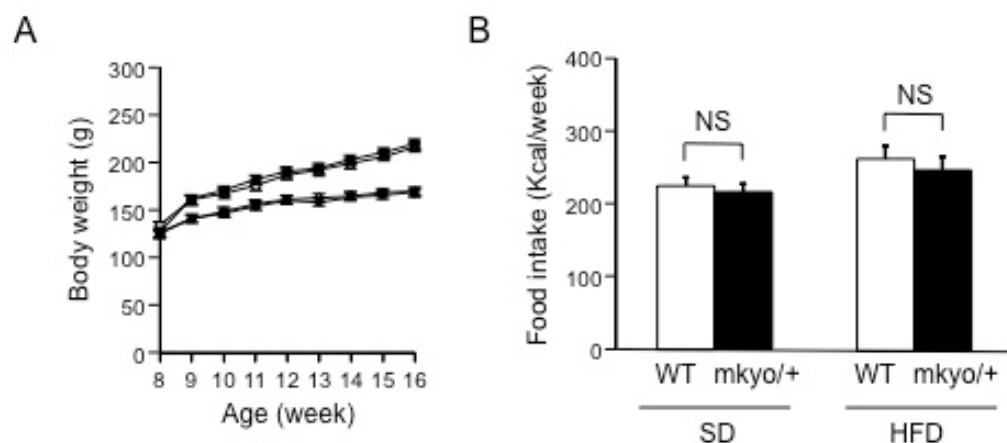 A
Body weight (g)
300
250
200
150
100
50
0
8 9 10 11 12 13 14 15 16
Age (week)
B
Food intake (Kcal/week)
400
300
200
100
0
NS
NS
WT mkyo/+ WT mkyo/+
SD HFD